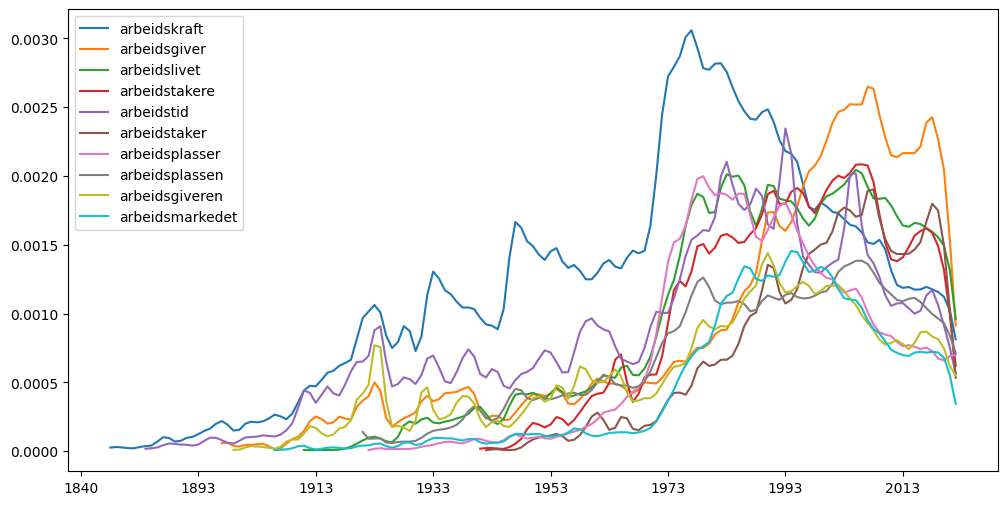 arbeidskraft
arbeidsgiver
arbeidslivet
arbeidstakere
arbeidstid
arbeidstaker
arbeidsplasser
arbeidsplassen
arbeidsgiveren
arbeidsmarkedet
0.0030
0.0025
0.0020
0.0015
0.0010
0.0005
0.0000
1840 1893 1913 1933 1953 1973 1993 2013